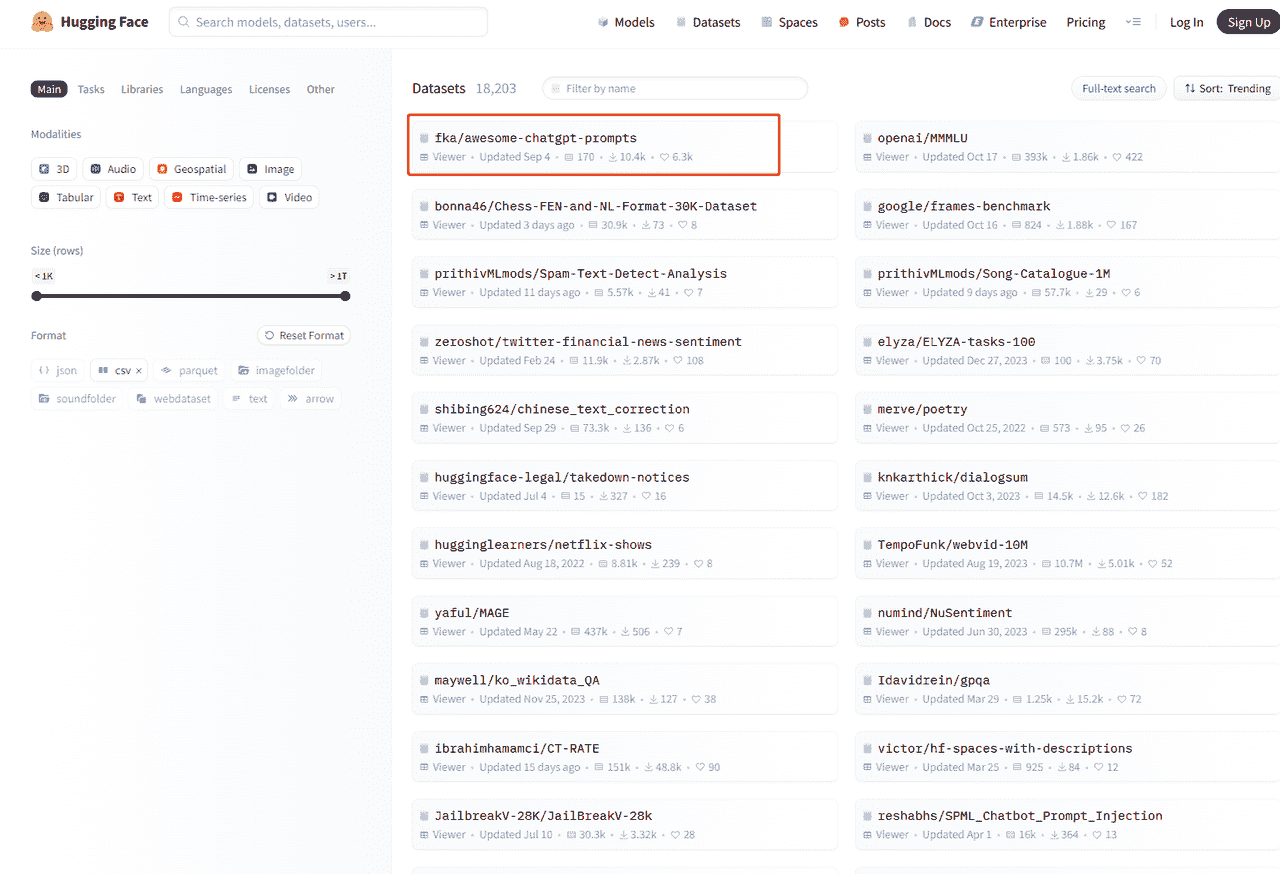 Hugging Face
Search models, datasets, users...
Models
Datasets
Spaces
Posts
Docs
Enterprise
Pricing
Log In
Sign Up
Main
Tasks
Libraries
Languages
Licenses
Other
Modalities
3D
Audio
Geospatial
Image
Tabular
Text
Time-series
Video
Size (rows)
<1K
>1T
Format
Reset Format
json
csv ×
parquet
imagefolder
soundfolder
webdataset
text
arrow
Datasets 18,203
Filter by name
Full-text search
Sort: Trending
fka/awesome-chatgpt-prompts
Viewer • Updated Sep 4 • 170 • 10.4k • 6.3k
openai/MMMLU
Viewer • Updated Oct 17 • 393k • 1.86k • 422
bonna46/Chess-FEN-and-NL-Format-30K-Dataset
Viewer • Updated 3 days ago • 30.9k • 73 • 8
google/frames-benchmark
Viewer • Updated Oct 16 • 824 • 1.88k • 167
prithivMLmods/Spam-Text-Detect-Analysis
Viewer • Updated 11 days ago • 5.57k • 41 • 7
prithivMLmods/Song-Catalogue-1M
Viewer • Updated 9 days ago • 57.7k • 29 • 6
zeroshot/twitter-financial-news-sentiment
Viewer • Updated Feb 24 • 11.9k • 2.87k • 108
elyza/ELYZA-tasks-100
Viewer • Updated Dec 27, 2023 • 100 • 3.75k • 70
shibing624/chinese_text_correction
Viewer • Updated Sep 29 • 73.3k • 136 • 6
merve/poetry
Viewer • Updated Oct 25, 2022 • 573 • 95 • 26
huggingface-legal/takedown-notices
Viewer • Updated Jul 4 • 15 • 327 • 16
knkarthick/dialogsum
Viewer • Updated Oct 3, 2023 • 14.5k • 12.6k • 182
hugginglearners/netflix-shows
Viewer • Updated Aug 18, 2022 • 8.81k • 239 • 8
TempoFunk/webvid-10M
Viewer • Updated Aug 19, 2023 • 10.7M • 5.01k • 52
yaful/MAGE
Viewer • Updated May 22 • 437k • 506 • 7
numind/NuSentiment
Viewer • Updated Jun 30, 2023 • 295k • 88 • 8
maywell/ko_wikidata_QA
Viewer • Updated Nov 25, 2023 • 138k • 127 • 38
Idavidrein/gpqa
Viewer • Updated Mar 29 • 1.25k • 15.2k • 72
ibrahimhamamci/CT-RATE
Viewer • Updated 15 days ago • 151k • 48.8k • 90
victor/hf-spaces-with-descriptions
Viewer • Updated Mar 25 • 925 • 84 • 12
JailbreakV-28K/JailBreakV-28k
Viewer • Updated Jul 10 • 30.3k • 3.32k • 28
reshabhs/SPML_Chatbot_Prompt_Injection
Viewer • Updated Apr 1 • 16k • 364 • 13